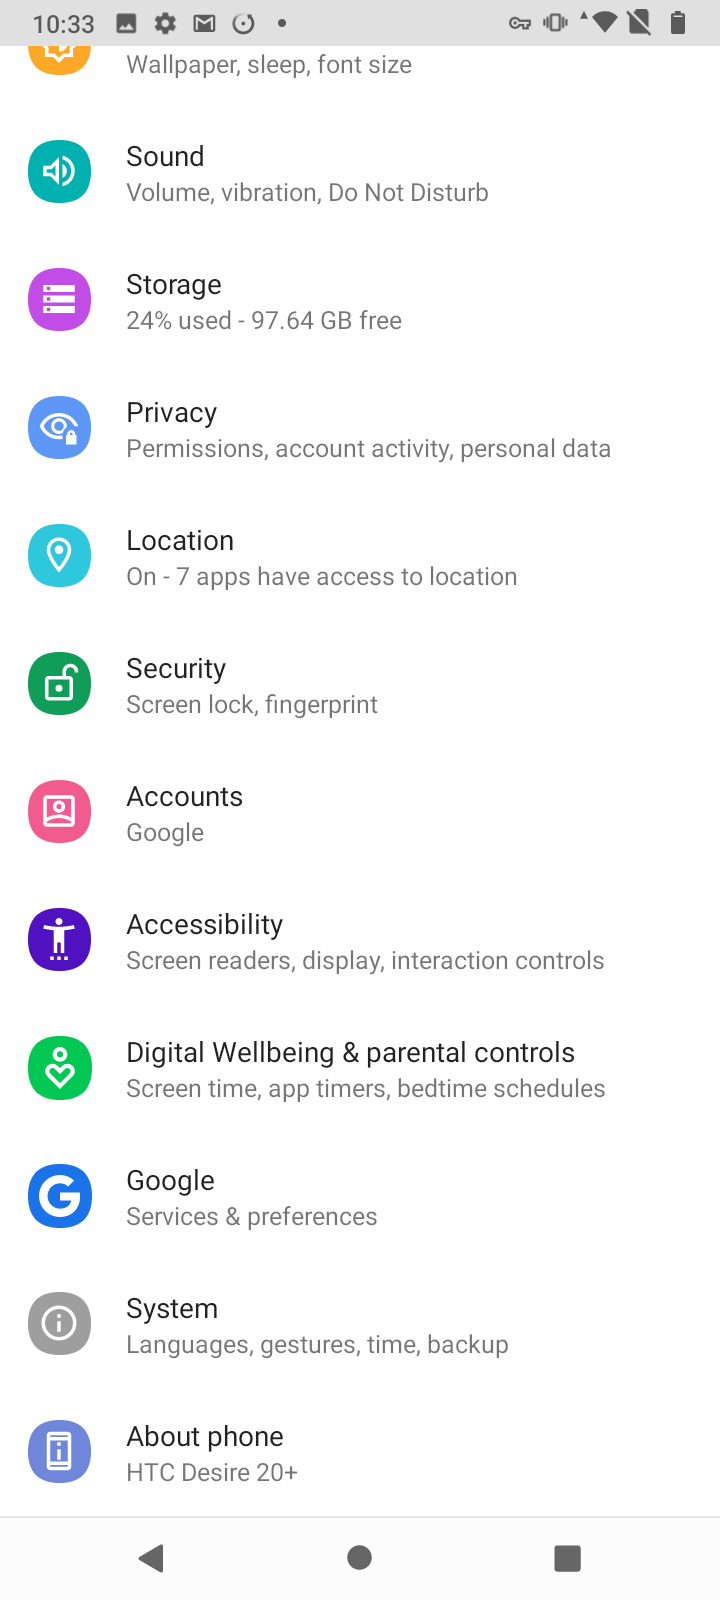 10:33
Wallpaper, sleep, font size
Sound
Volume, vibration, Do Not Disturb
Storage
24% used - 97.64 GB free
Privacy
Permissions, account activity, personal data
Location
On - 7 apps have access to location
Security
Screen lock, fingerprint
Accounts
Google
Accessibility
Screen readers, display, interaction controls
Digital Wellbeing & parental controls
Screen time, app timers, bedtime schedules
Google
Services & preferences
System
Languages, gestures, time, backup
About phone
HTC Desire 20+